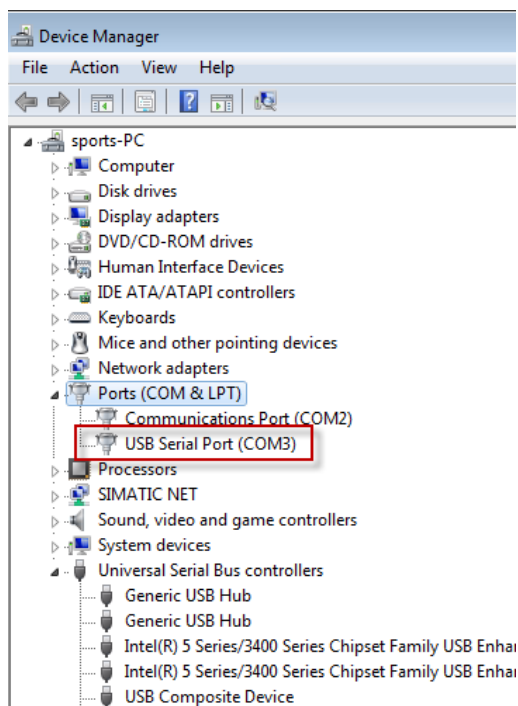 Device Manager
File Action View Help
sports-PC
Computer
Disk drives
Display adapters
DVD/CD-ROM drives
Human Interface Devices
IDE ATA/ATAPI controllers
Keyboards
Mice and other pointing devices
Network adapters
Ports (COM & LPT)
Communications Port (COM2)
USB Serial Port (COM3)
Processors
SIMATIC NET
Sound, video and game controllers
System devices
Universal Serial Bus controllers
Generic USB Hub
Generic USB Hub
Intel(R) 5 Series/3400 Series Chipset Family USB Enhan
Intel(R) 5 Series/3400 Series Chipset Family USB Enhan
USB Composite Device